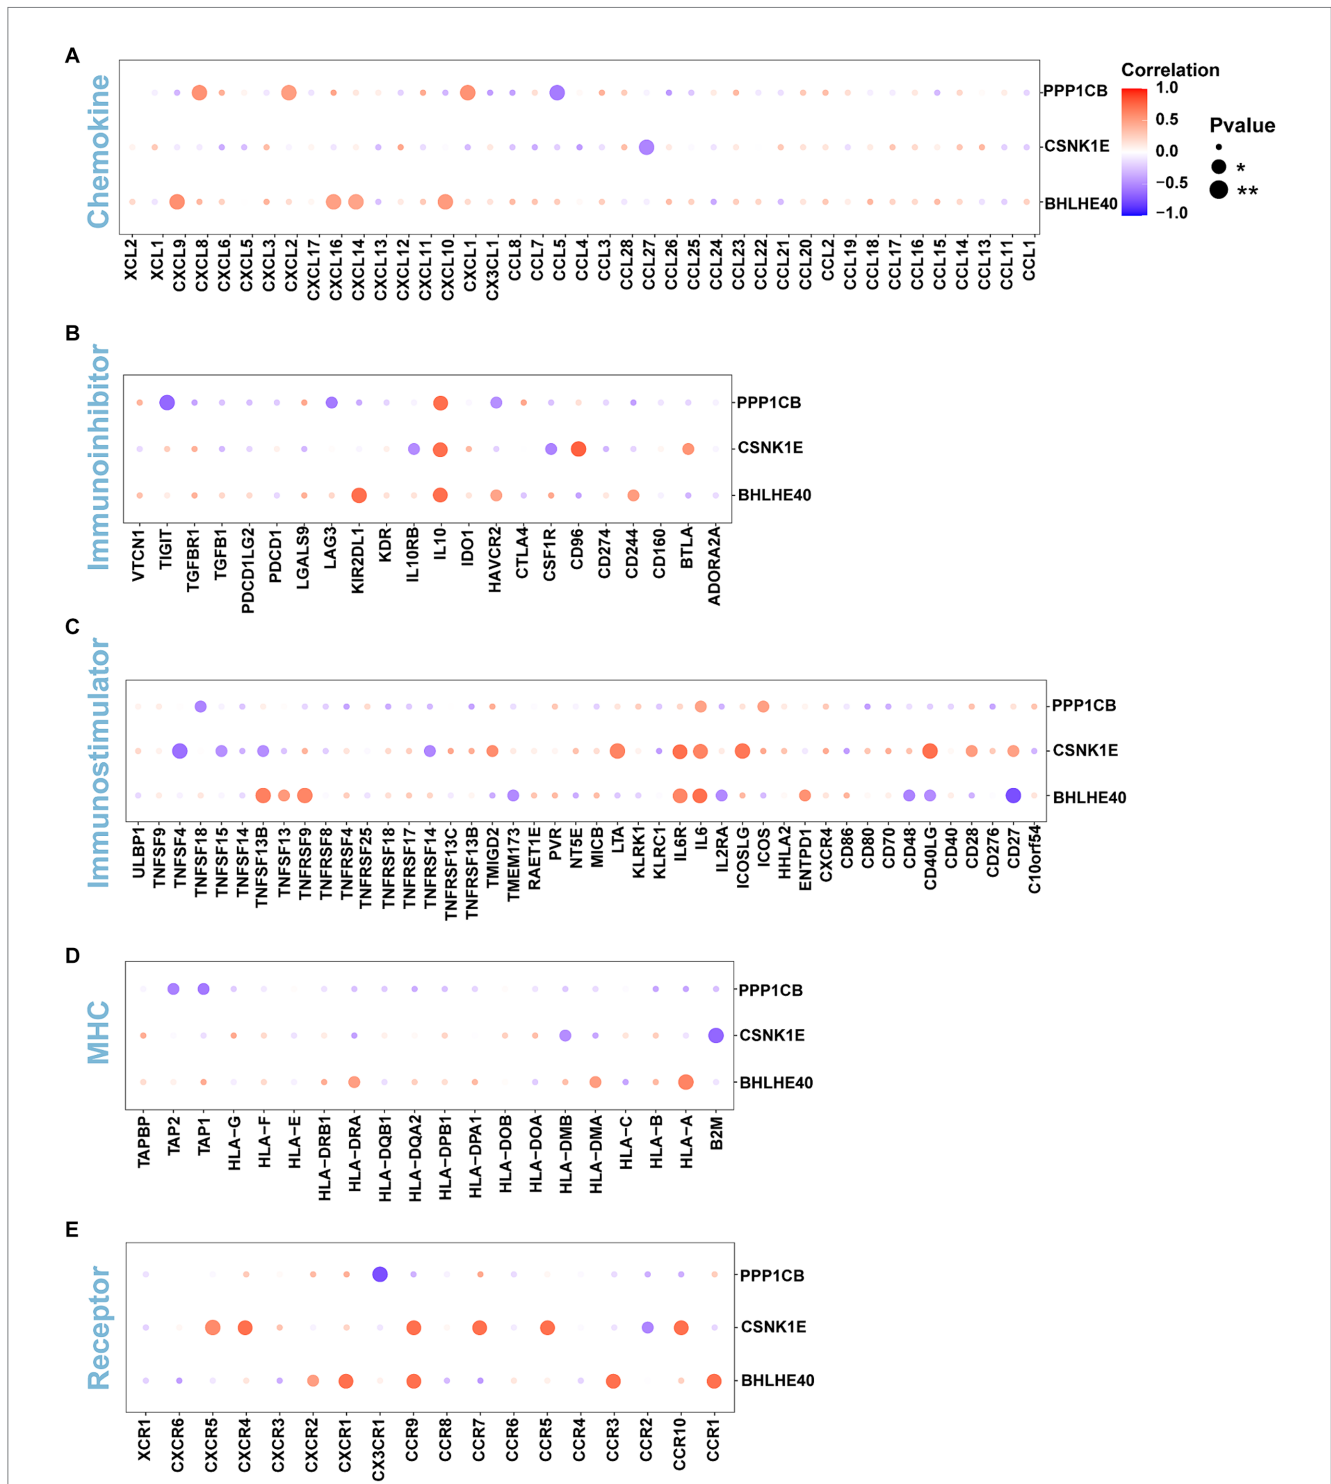 A
Chemokine
PPP1CB
CSNK1E
BHLHE40
XCL2
XCL1
CXCL9
CXCL8
CXCL6
CXCL5
CXCL3
CXCL2
CXCL17
CXCL16
CXCL14
CXCL13
CXCL12
CXCL11
CXCL10
CXCL1
CX3CL1
CCL8
CCL7
CCL5
CCL4
CCL3
CCL28
CCL27
CCL26
CCL25
CCL24
CCL23
CCL22
CCL21
CCL20
CCL2
CCL19
CCL18
CCL17
CCL16
CCL15
CCL14
CCL13
CCL11
CCL1
Correlation
1.0
0.5
0.0
−0.5
−1.0
Pvalue
*
**
B
Immunoinhibitor
PPP1CB
CSNK1E
BHLHE40
VTCN1
TIGIT
TGFBR1
TGFB1
PDCD1LG2
PDCD1
LGALS9
LAG3
KIR2DL1
KDR
IL10RB
IL10
IDO1
HAVCR2
CTLA4
CSF1R
CD96
CD274
CD244
CD160
BTLA
ADORA2A
C
Immunostimulator
PPP1CB
CSNK1E
BHLHE40
ULBP1
TNFSF9
TNFSF4
TNFSF18
TNFSF15
TNFSF14
TNFSF13B
TNFSF13
TNFRSF9
TNFRSF8
TNFRSF4
TNFRSF25
TNFRSF18
TNFRSF17
TNFRSF14
TNFRSF13C
TNFRSF13B
TMIGD2
TMEM173
RAET1E
PVR
NT5E
MICB
LTA
KLRK1
KLRC1
IL6R
IL6
IL2RA
ICOSLG
ICOS
HHLA2
ENTPD1
CXCR4
CD86
CD80
CD70
CD48
CD40LG
CD40
CD28
CD276
CD27
C10orf54
D
MHC
PPP1CB
CSNK1E
BHLHE40
TAPBP
TAP2
TAP1
HLA−G
HLA−F
HLA−E
HLA−DRB1
HLA−DRA
HLA−DQB1
HLA−DQA2
HLA−DPB1
HLA−DPA1
HLA−DOB
HLA−DOA
HLA−DMB
HLA−DMA
HLA−C
HLA−B
HLA−A
B2M
E
Receptor
PPP1CB
CSNK1E
BHLHE40
XCR1
CXCR6
CXCR5
CXCR4
CXCR3
CXCR2
CXCR1
CX3CR1
CCR9
CCR8
CCR7
CCR6
CCR5
CCR4
CCR3
CCR2
CCR10
CCR1